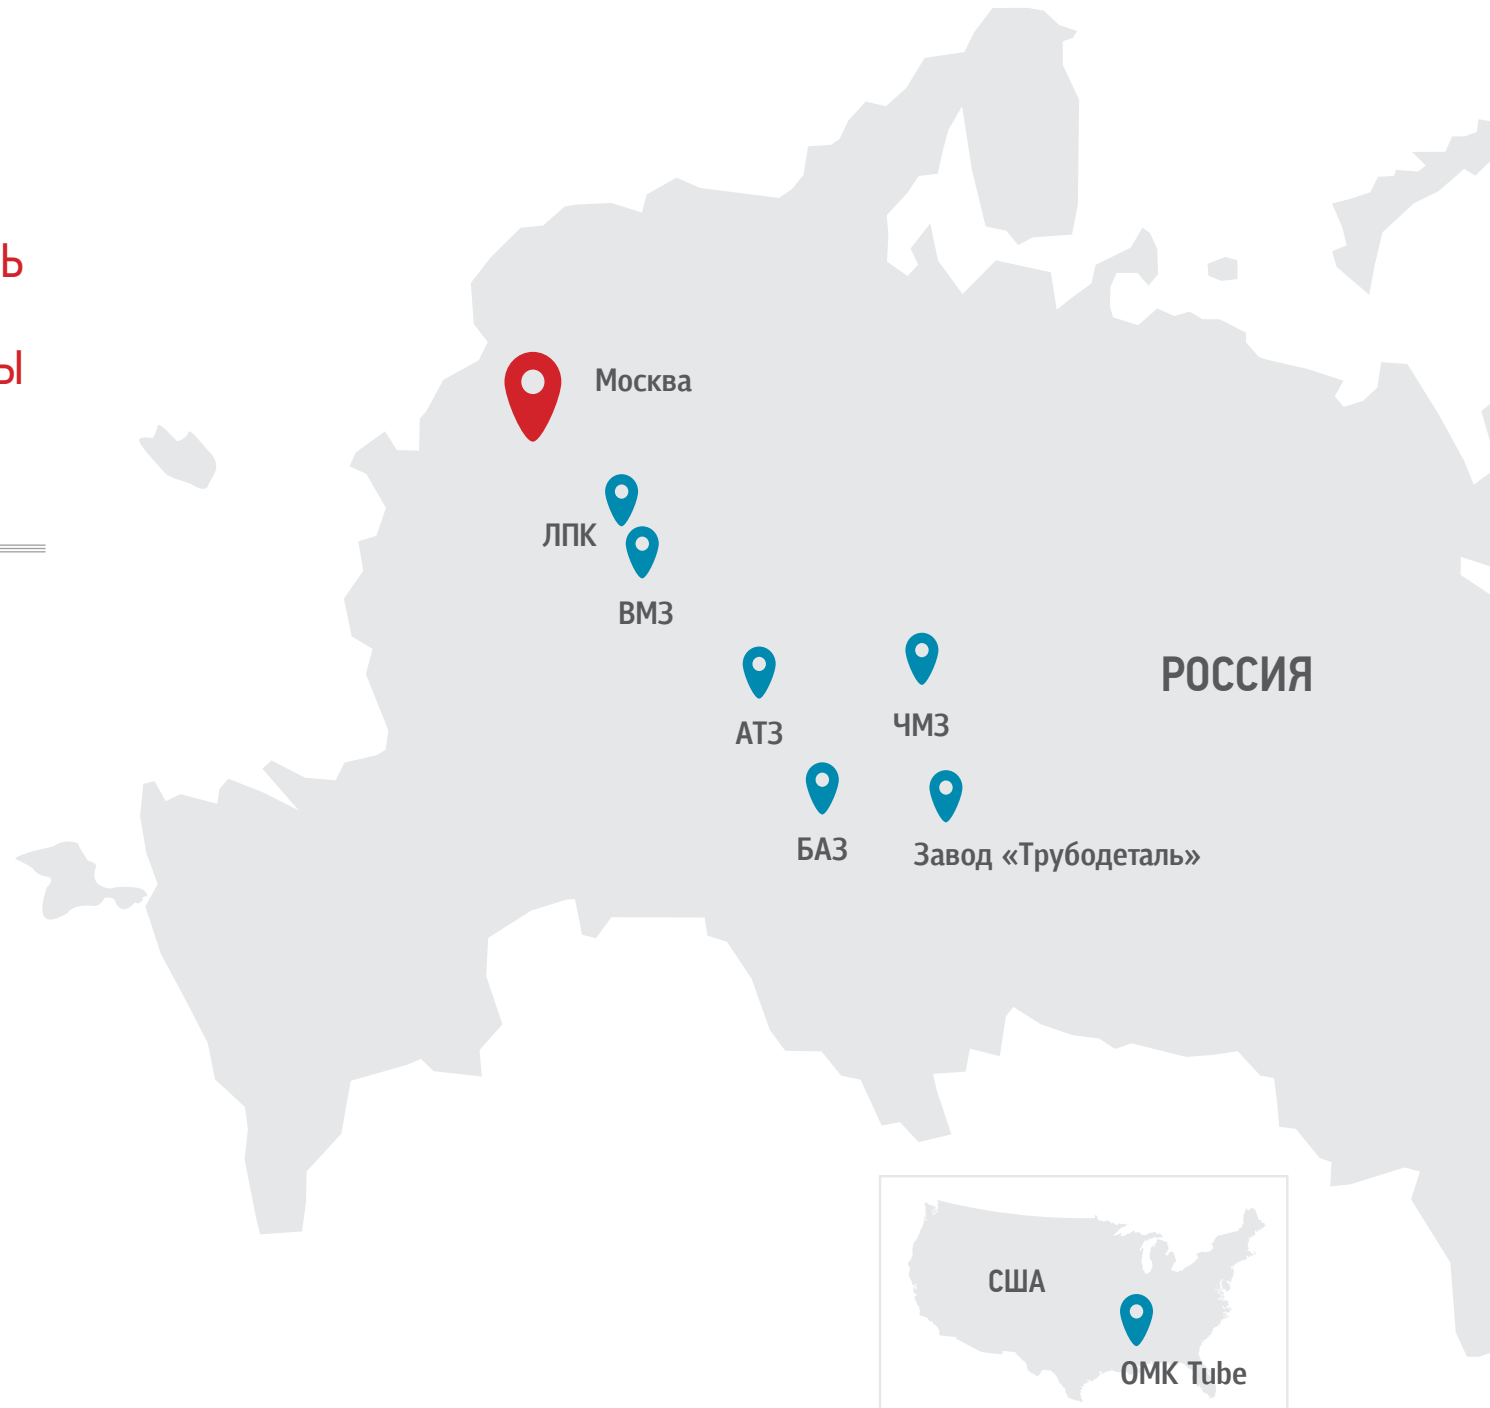 ь
ы
Москва
ЛПК
ВМЗ
РОССИЯ
АТЗ
ЧМЗ
БАЗ
Завод «Трубодеталь»
США
OMK Tube